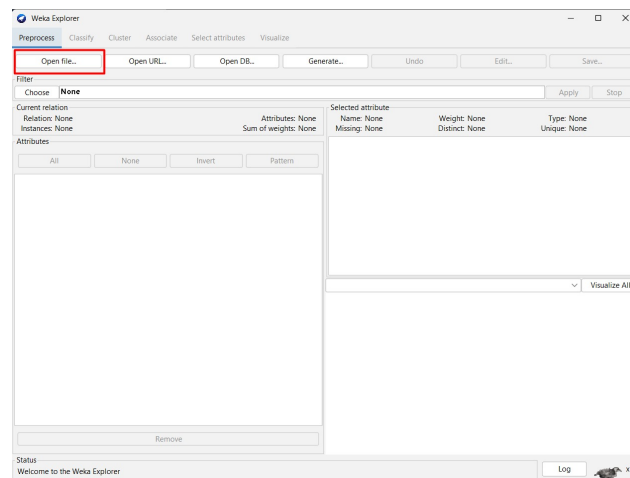 Weka Explorer
Preprocess Classify Cluster Associate Select attributes Visualize
Open file... Open URL... Open DB... Generate... Undo Edit... Save...
Filter
Choose None Apply Stop
Current relation Selected attribute
Relation: None Attributes: None Name: None Weight: None Type: None
Instances: None Sum of weights: None Missing: None Distinct: None Unique: None
Attributes
All None Invert Pattern
Visualize All
Remove
Status
Welcome to the Weka Explorer Log x